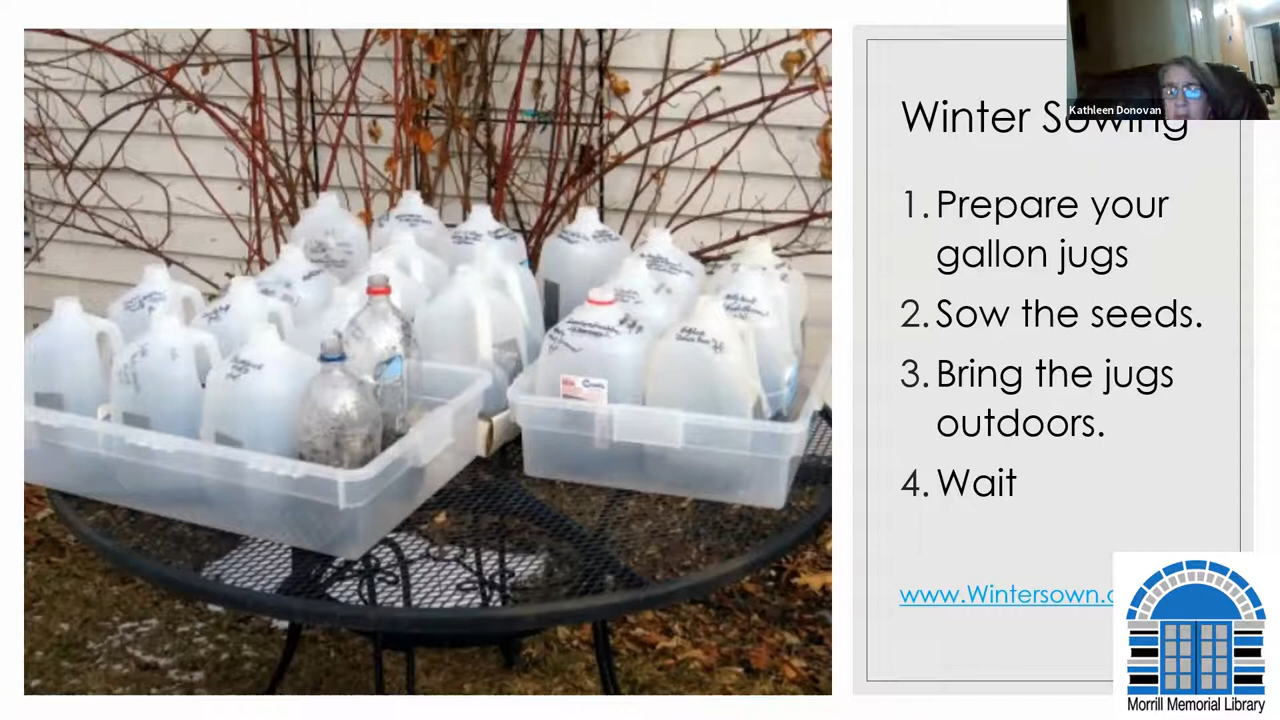 Kathleen Donovan
Winter Sowing
1. Prepare your
gallon jugs
2. Sow the seeds.
3. Bring the jugs
outdoors.
4. Wait
www.Wintersown.
Morrill Memorial Library